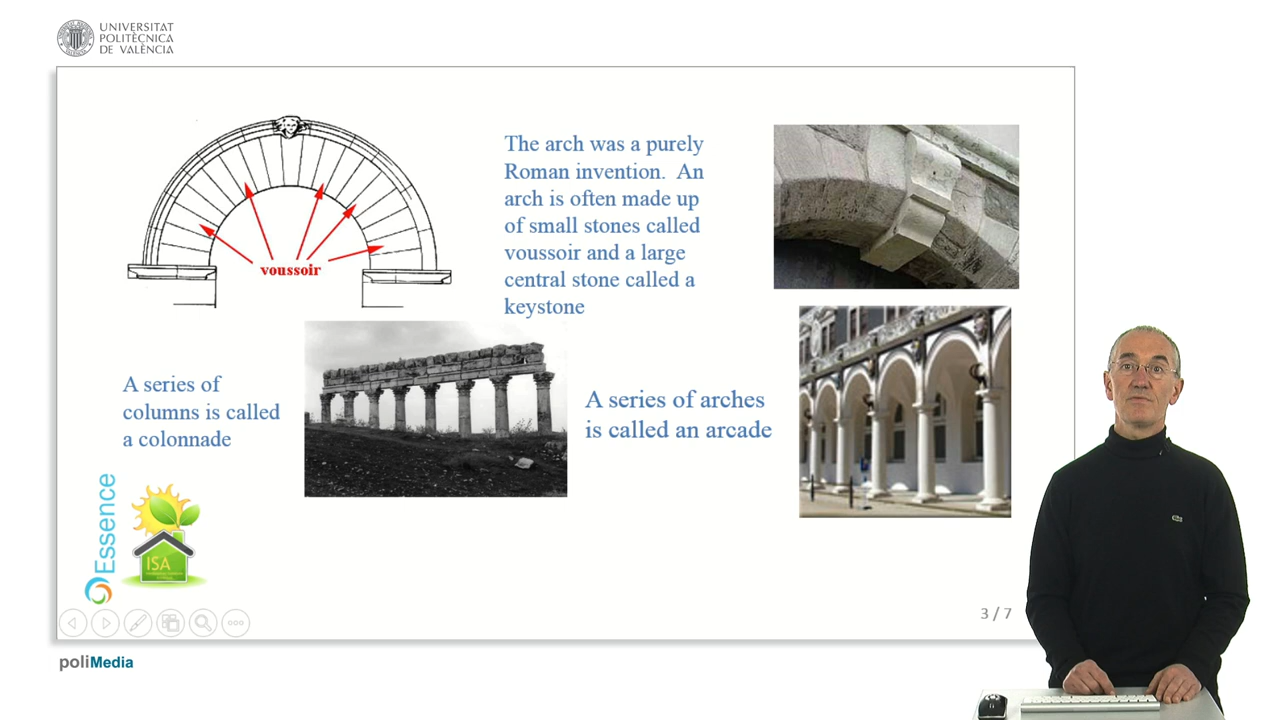 UNIVERSITAT
POLITÈCNICA
DE VALÈNCIA
voussoir
The arch was a purely
Roman invention. An
arch is often made up
of small stones called
voussoir and a large
central stone called a
keystone
A series of
columns is called
a colonnade
A series of arches
is called an arcade
Essence
ISA
3 / 7
poliMedia